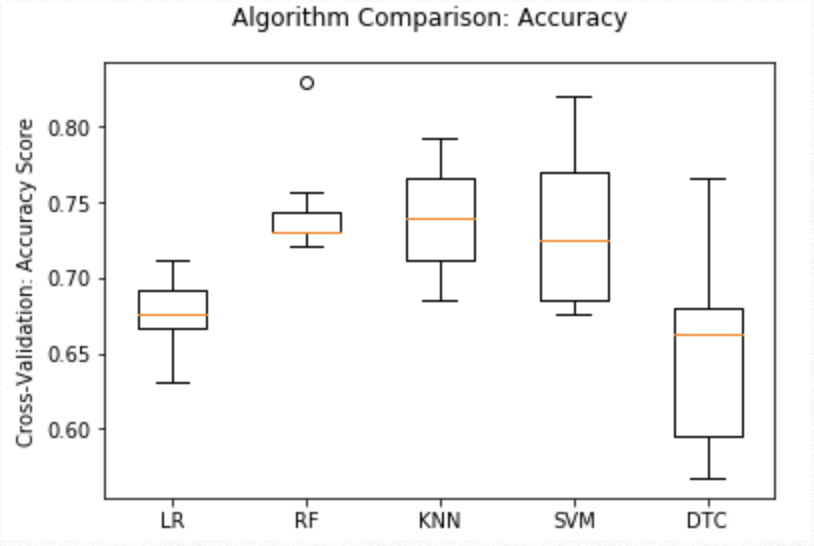 Algorithm Comparison: Accuracy
Cross-Validation: Accuracy Score
0.80
0.75
0.70
0.65
0.60
LR RF KNN SVM DTC